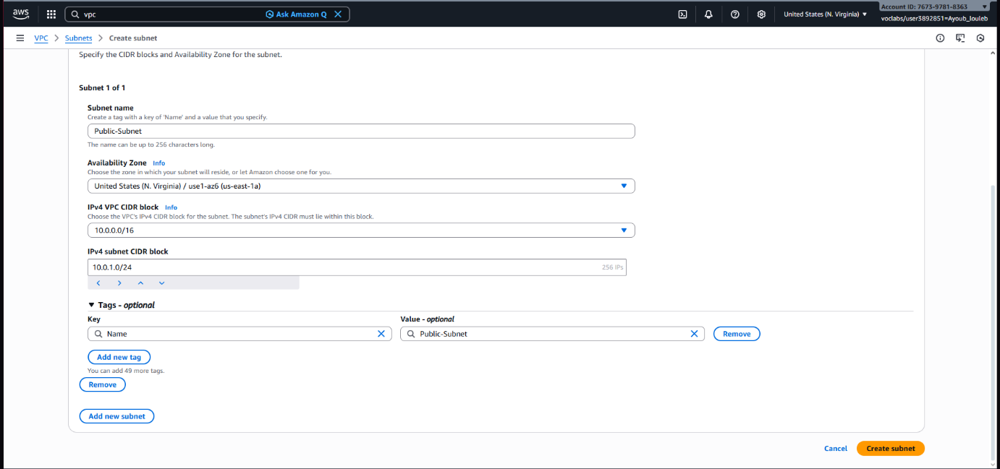 aws
vpc
Ask Amazon Q
United States (N. Virginia)
Account ID: 7673-9781-8363
voclabs/user3892851=Ayoub_louleb
VPC
Subnets
Create subnet
Specify the CIDR blocks and Availability Zone for the subnet.
Subnet 1 of 1
Subnet name
Create a tag with a key of 'Name' and a value that you specify.
Public-Subnet
The name can be up to 256 characters long.
Availability Zone Info
Choose the zone in which your subnet will reside, or let Amazon choose one for you.
United States (N. Virginia) / use1-az6 (us-east-1a)
IPv4 VPC CIDR block Info
Choose the VPC's IPv4 CIDR block for the subnet. The subnet's IPv4 CIDR must lie within this block.
10.0.0.0/16
IPv4 subnet CIDR block
10.0.1.0/24
256 IPs
Tags - optional
Key
Value - optional
Name
Public-Subnet
Remove
Add new tag
You can add 49 more tags.
Remove
Add new subnet
Cancel
Create subnet